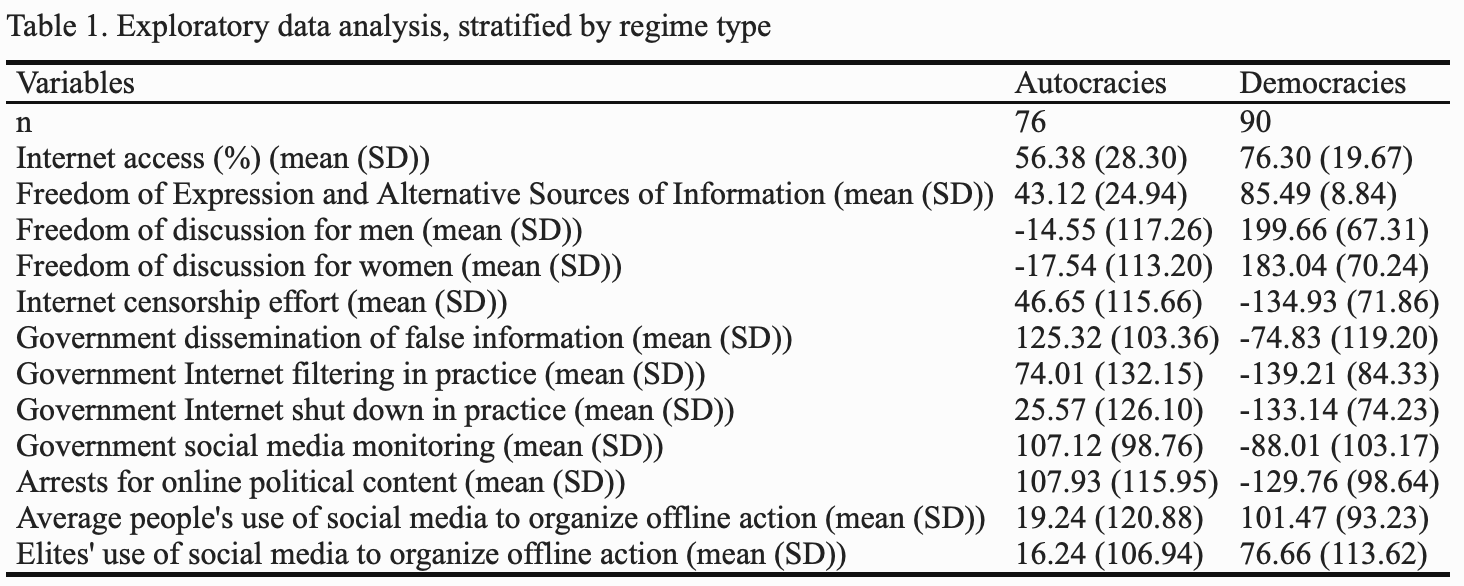 Table 1. Exploratory data analysis, stratified by regime type
Variables Autocracies Democracies
n 76 90
Internet access (%) (mean (SD)) 56.38 (28.30) 76.30 (19.67)
Freedom of Expression and Alternative Sources of Information (mean (SD)) 43.12 (24.94) 85.49 (8.84)
Freedom of discussion for men (mean (SD)) -14.55 (117.26) 199.66 (67.31)
Freedom of discussion for women (mean (SD)) -17.54 (113.20) 183.04 (70.24)
Internet censorship effort (mean (SD)) 46.65 (115.66) -134.93 (71.86)
Government dissemination of false information (mean (SD)) 125.32 (103.36) -74.83 (119.20)
Government Internet filtering in practice (mean (SD)) 74.01 (132.15) -139.21 (84.33)
Government Internet shut down in practice (mean (SD)) 25.57 (126.10) -133.14 (74.23)
Government social media monitoring (mean (SD)) 107.12 (98.76) -88.01 (103.17)
Arrests for online political content (mean (SD)) 107.93 (115.95) -129.76 (98.64)
Average people's use of social media to organize offline action (mean (SD)) 19.24 (120.88) 101.47 (93.23)
Elites' use of social media to organize offline action (mean (SD)) 16.24 (106.94) 76.66 (113.62)